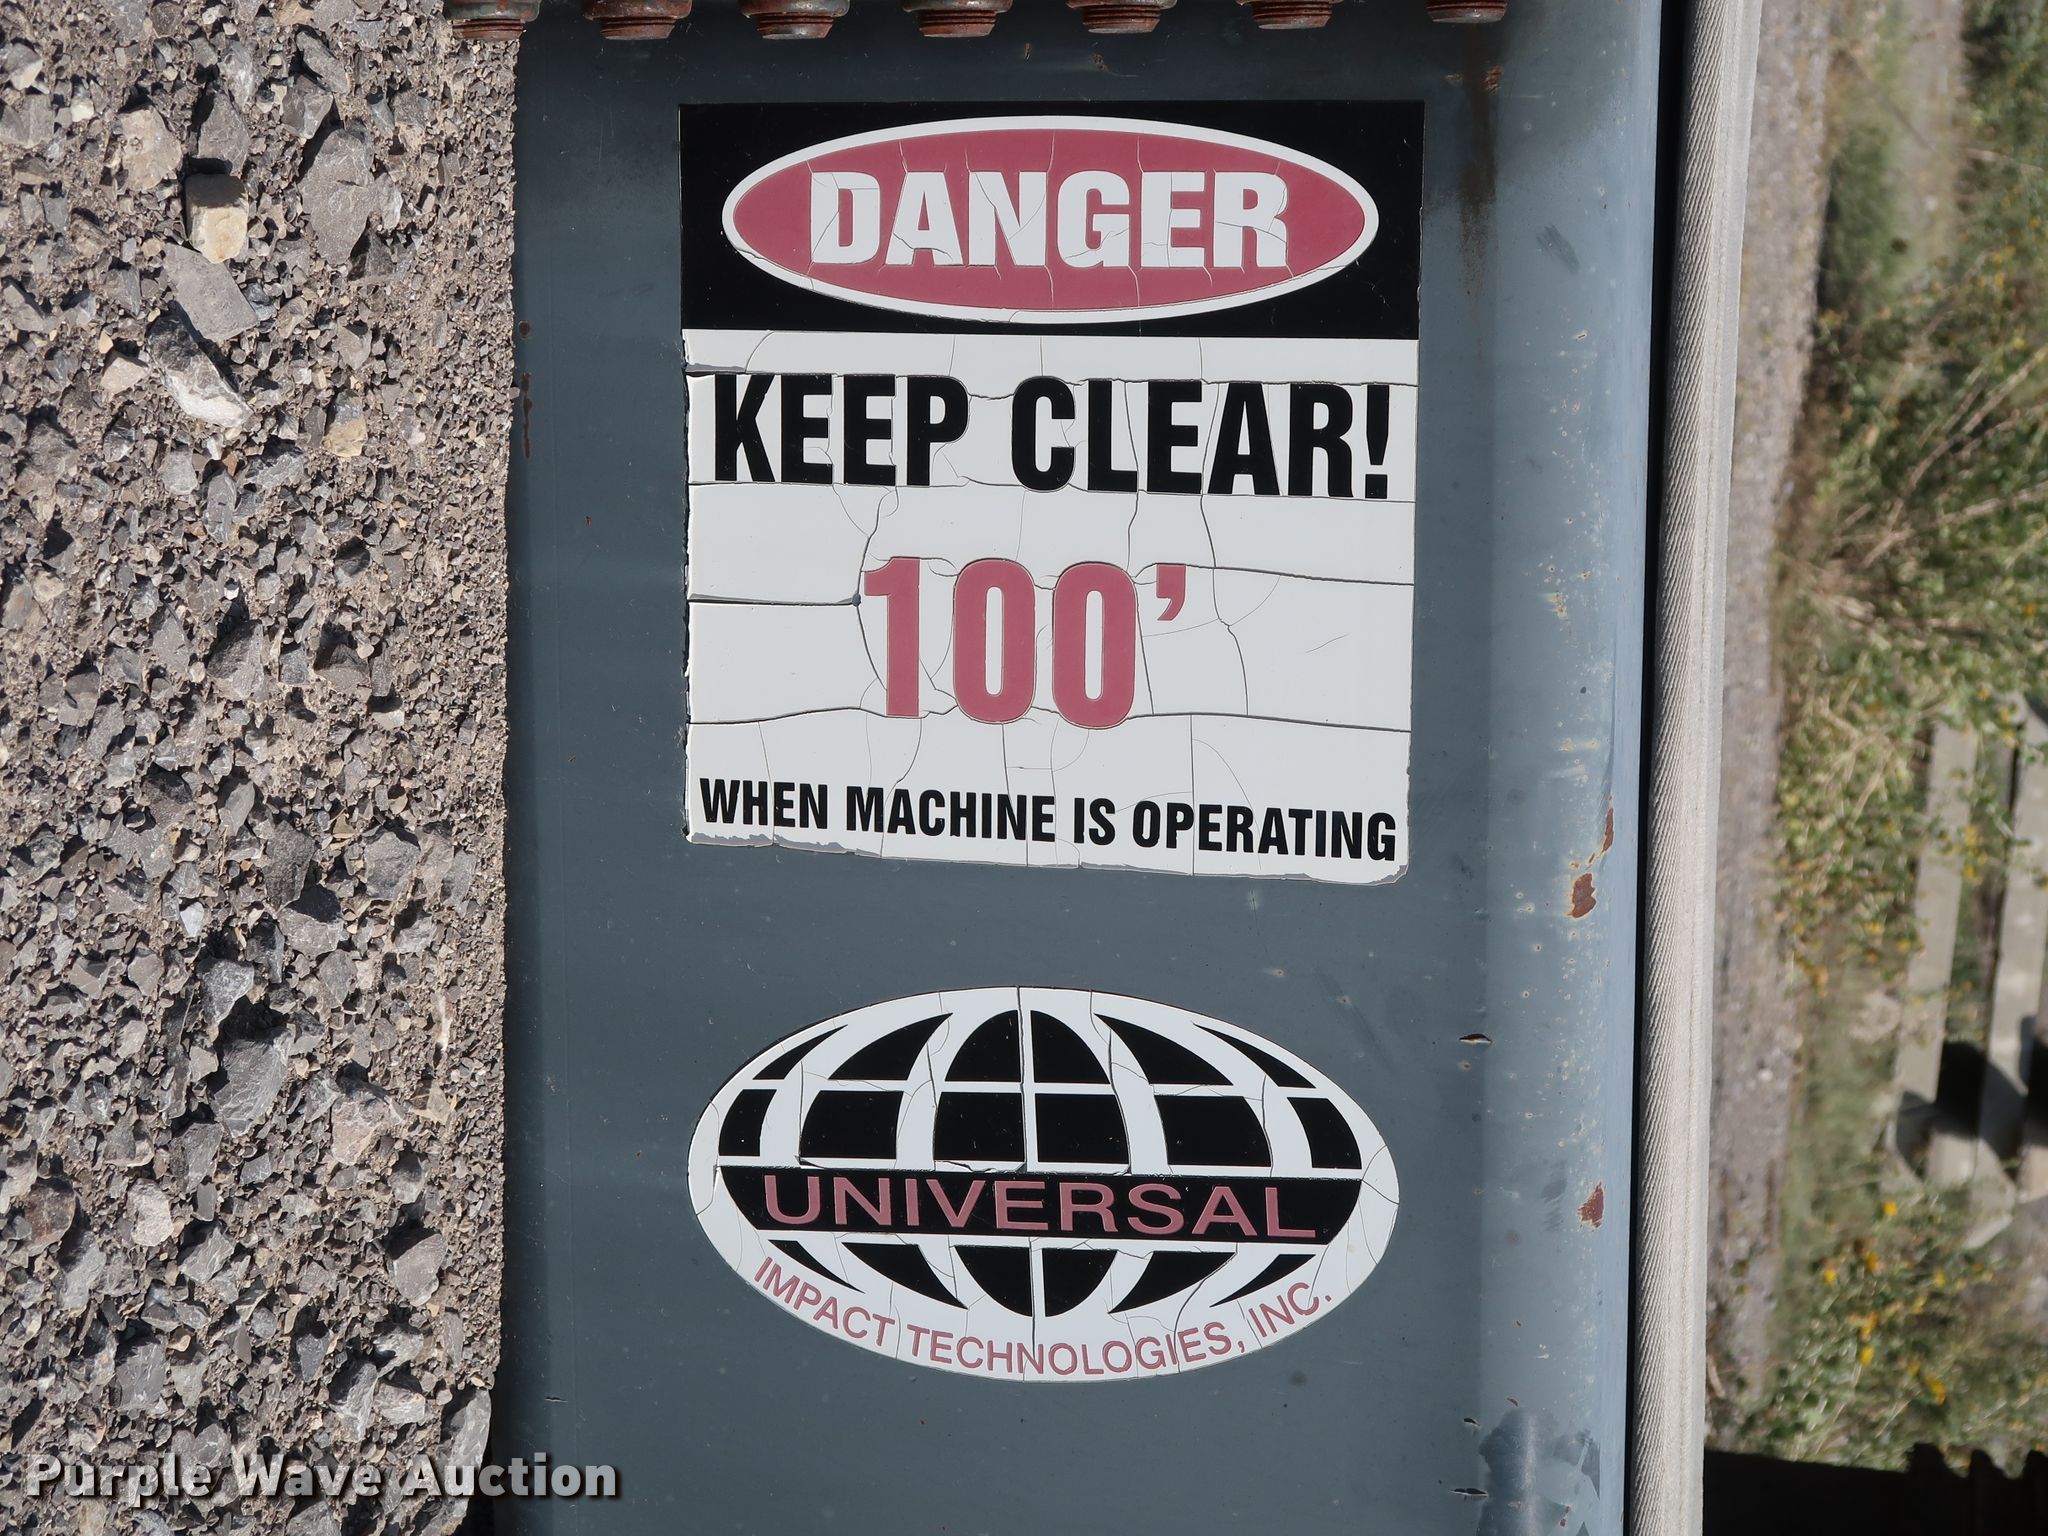 DANGER
KEEP CLEAR!
100'
WHEN MACHINE IS OPERATING
UNIVERSAL
IMPACT TECHNOLOGIES, INC.
Purple Wave Auction